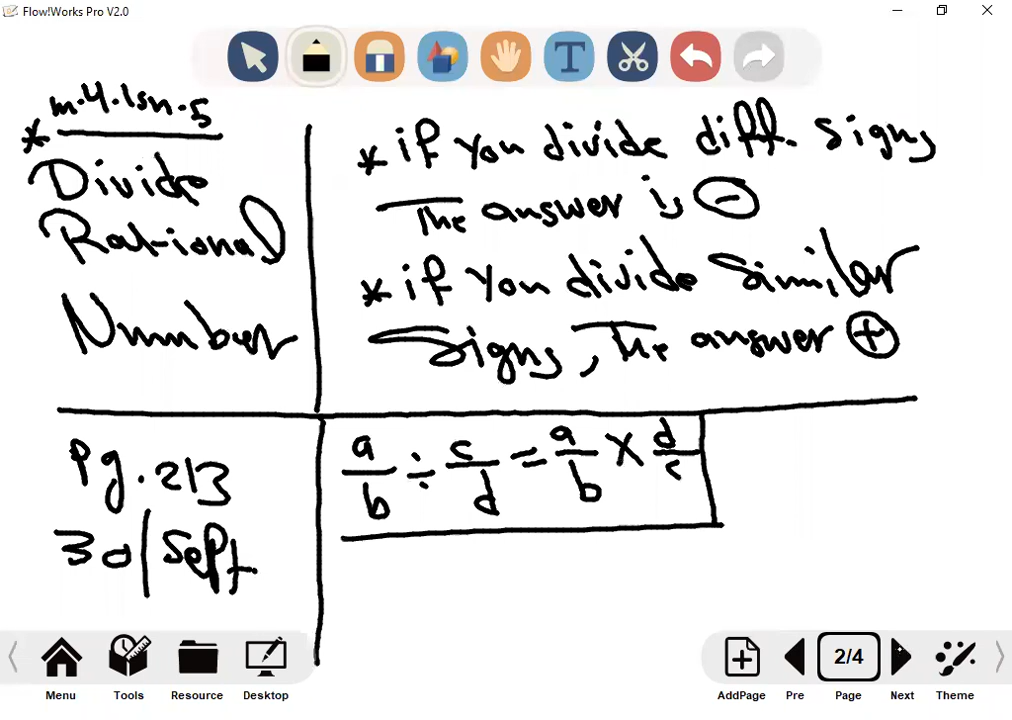 Flow!Works Pro V2.0
m.4.lsn.5
* Divide
Rational
Number
* if you divide diff. signs
The answer is ⊖
* if you divide similar
signs, The answer ⊕
Pg. 213
30/Sept.
a/b ÷ c/d = a/b × d/c
Menu Tools Resource Desktop
2/4
AddPage Pre Page Next Theme